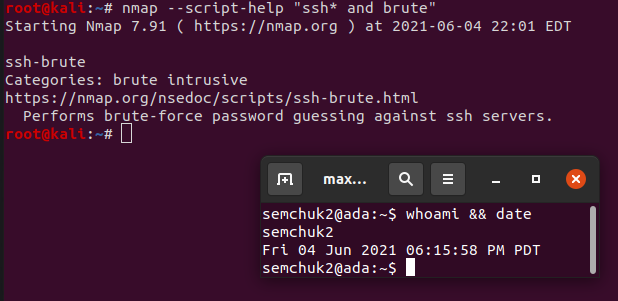 root@kali:~# nmap --script-help "ssh* and brute"
Starting Nmap 7.91 ( https://nmap.org ) at 2021-06-04 22:01 EDT
ssh-brute
Categories: brute intrusive
https://nmap.org/nsedoc/scripts/ssh-brute.html
  Performs brute-force password guessing against ssh servers.
root@kali:~#
max...
semchuk2@ada:~$ whoami && date
semchuk2
Fri 04 Jun 2021 06:15:58 PM PDT
semchuk2@ada:~$